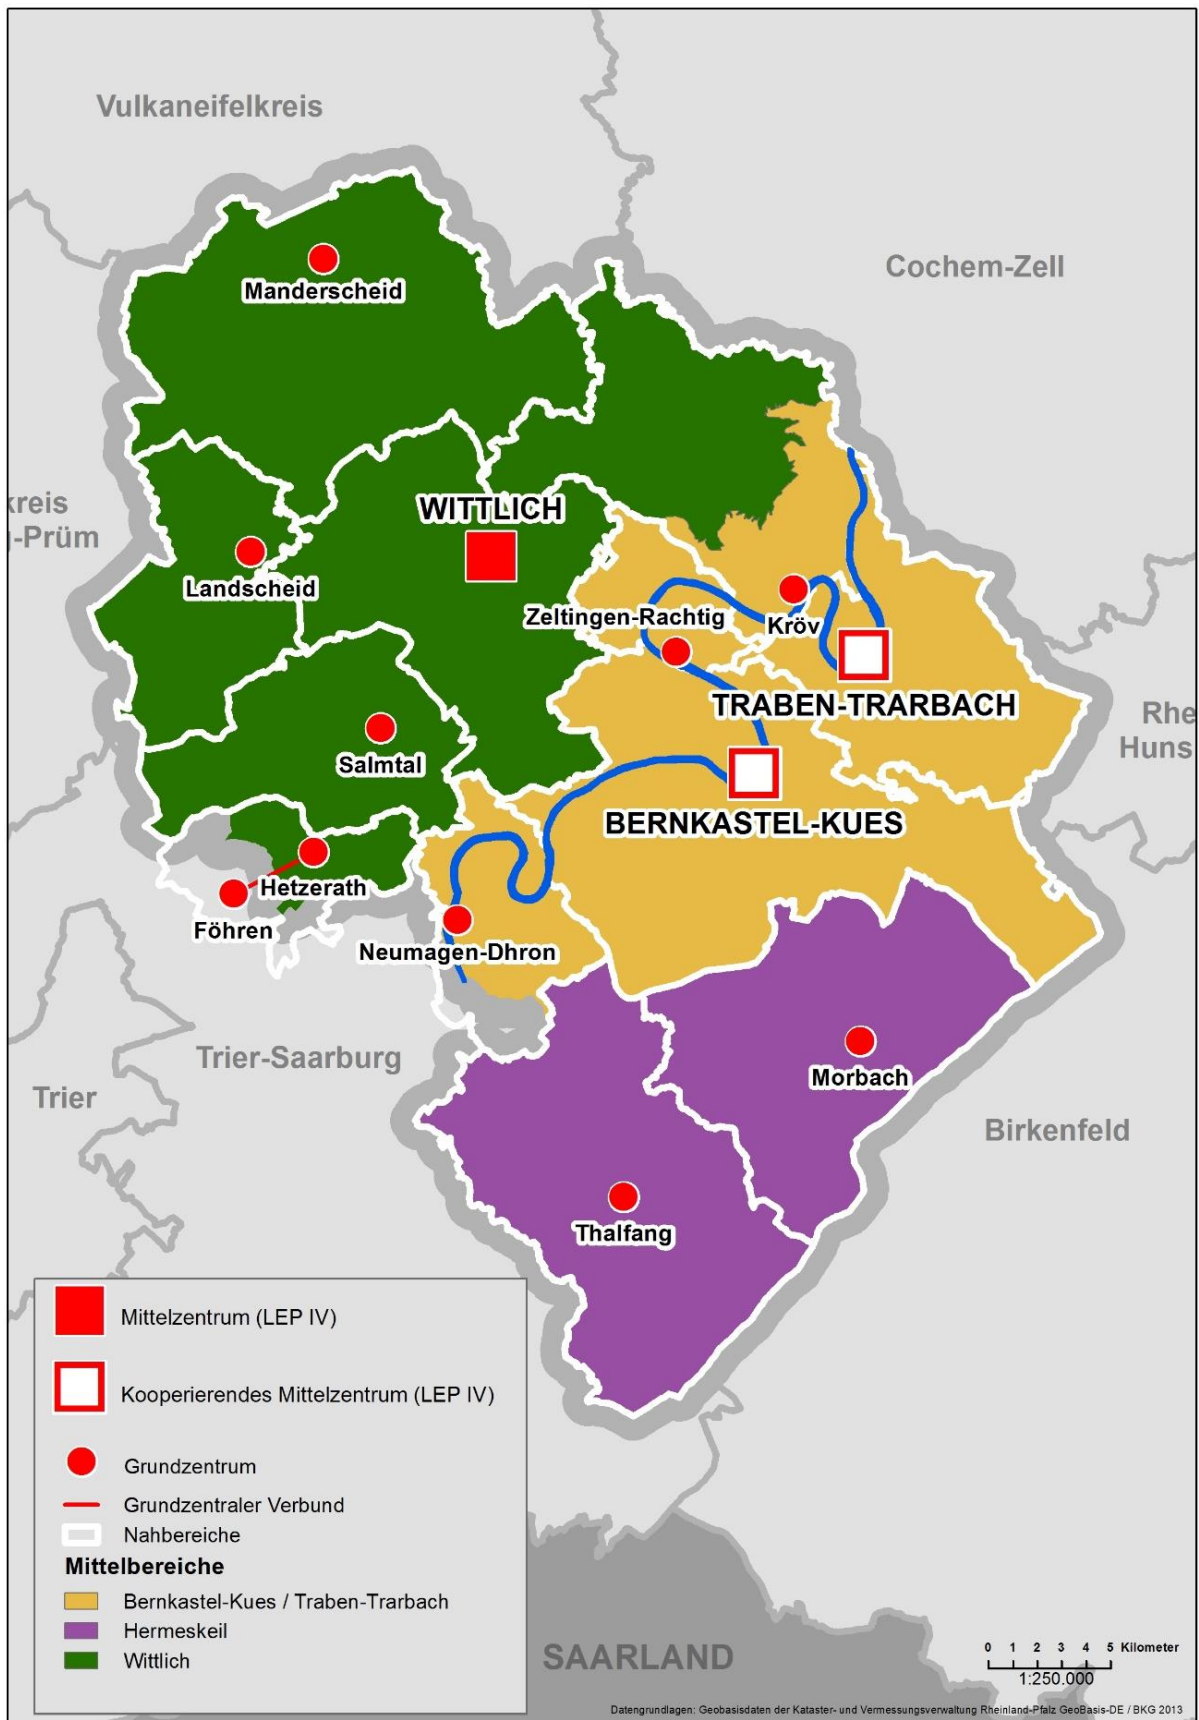 Vulkaneifelkreis
Cochem-Zell
Manderscheid
kreis
g-Prüm
WITTLICH
Landscheid
Zeltingen-Rachtig
Kröv
TRABEN-TRARBACH
Rhe
Huns
Salmtal
BERNKASTEL-KUES
Hetzerath
Föhren
Neumagen-Dhron
Trier-Saarburg
Trier
Morbach
Birkenfeld
Thalfang
Mittelzentrum (LEP IV)
Kooperierendes Mittelzentrum (LEP IV)
Grundzentrum
Grundzentraler Verbund
Nahbereiche
Mittelbereiche
Bernkastel-Kues / Traben-Trarbach
Hermeskeil
Wittlich
SAARLAND
0 1 2 3 4 5 Kilometer
1:250.000
Datengrundlagen: Geobasisdaten der Kataster- und Vermessungsverwaltung Rheinland-Pfalz GeoBasis-DE / BKG 2013